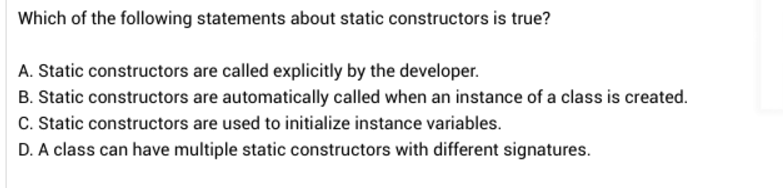 Which of the following statements about static constructors is true?
A. Static constructors are called explicitly by the developer.
B. Static constructors are automatically called when an instance of a class is created.
C. Static constructors are used to initialize instance variables.
D. A class can have multiple static constructors with different signatures.